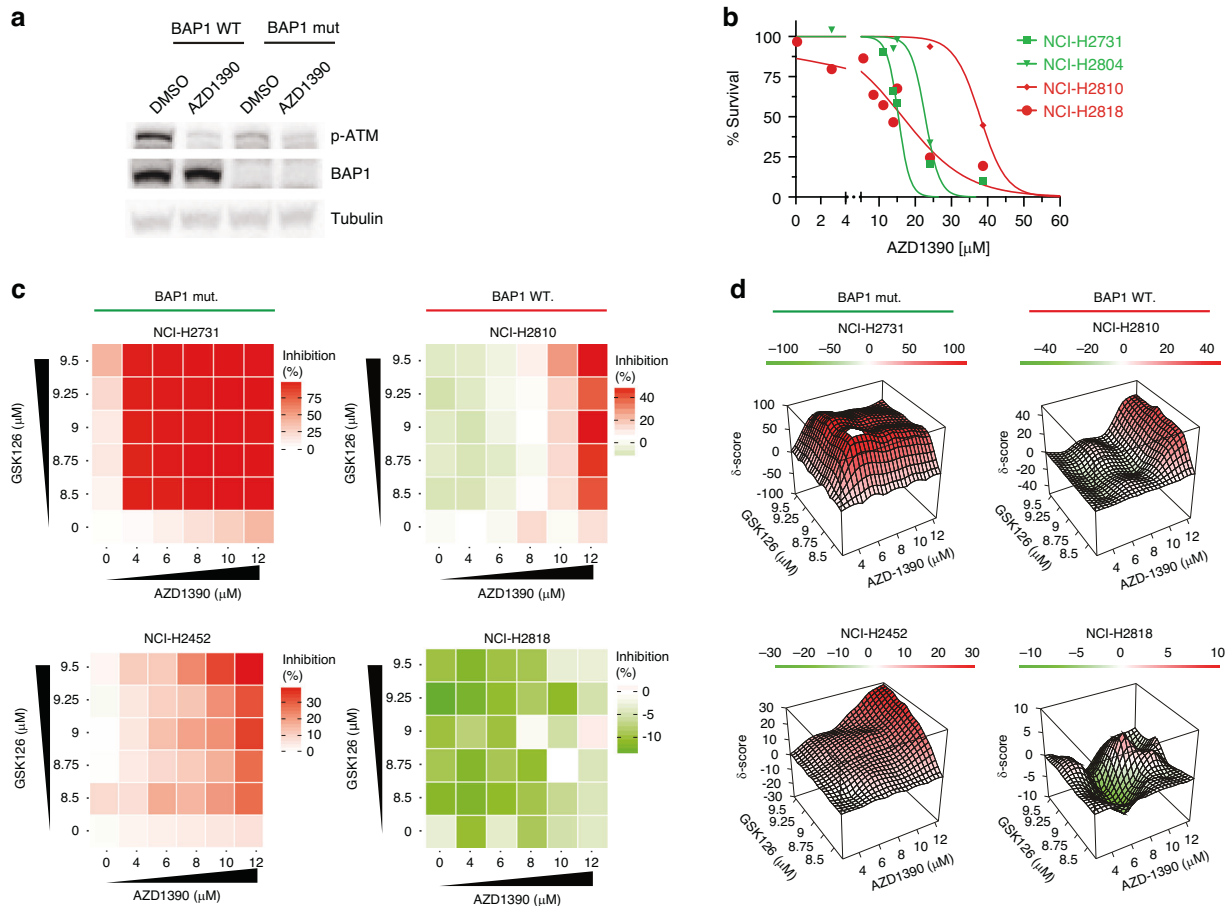 a
BAP1 WT
BAP1 mut
DMSO
AZD1390
DMSO
AZD1390
p-ATM
BAP1
Tubulin
b
100
75
50
25
0
% Survival
0
2
4
10
20
30
40
50
60
AZD1390 [μM]
NCI-H2731
NCI-H2804
NCI-H2810
NCI-H2818
c
BAP1 mut.
NCI-H2731
GSK126 (μM)
9.5
9.25
9
8.75
8.5
0
0 4 6 8 10 12
AZD1390 (μM)
Inhibition
(%)
75
50
25
0
BAP1 WT.
NCI-H2810
GSK126 (μM)
9.5
9.25
9
8.75
8.5
0
0 4 6 8 10 12
AZD1390 (μM)
Inhibition
(%)
40
20
0
NCI-H2452
GSK126 (μM)
9.5
9.25
9
8.75
8.5
0
0 4 6 8 10 12
AZD1390 (μM)
Inhibition
(%)
30
20
10
0
NCI-H2818
GSK126 (μM)
9.5
9.25
9
8.75
8.5
0
0 4 6 8 10 12
AZD1390 (μM)
Inhibition
(%)
0
−5
−10
d
BAP1 mut.
NCI-H2731
−100 −50 0 50 100
100
50
0
-50
-100
δ-score
9.5
9.25
9
8.75
8.5
GSK126 (μM)
4 6 8 10 12
AZD-1390 (μM)
BAP1 WT.
NCI-H2810
−40 −20 0 20 40
40
20
0
-20
-40
δ-score
9.5
9.25
9
8.75
8.5
GSK126 (μM)
4 6 8 10 12
AZD-1390 (μM)
NCI-H2452
−30 −20 −10 0 10 20 30
30
20
10
0
-10
-20
-30
δ-score
9.5
9.25
9
8.75
8.5
GSK126 (μM)
4 6 8 10 12
AZD1390 (μM)
NCI-H2818
−10 −5 0 5 10
10
5
0
-5
-10
δ-score
9.5
9.25
9
8.75
8.5
GSK126 (μM)
4 6 8 10 12
AZD-1390 (μM)